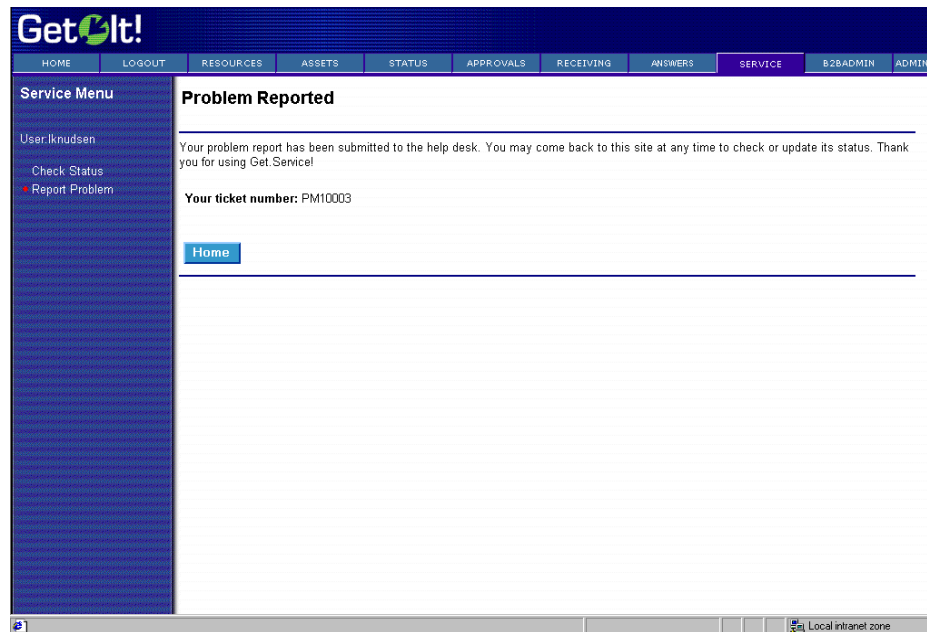 Get It!
HOME LOGOUT RESOURCES ASSETS STATUS APPROVALS RECEIVING ANSWERS SERVICE B2BADMIN ADMIN
Service Menu
User:lknudsen
Check Status
Report Problem
Problem Reported
Your problem report has been submitted to the help desk. You may come back to this site at any time to check or update its status. Thank
you for using Get.Service!
Your ticket number: PM10003
Home
Local intranet zone